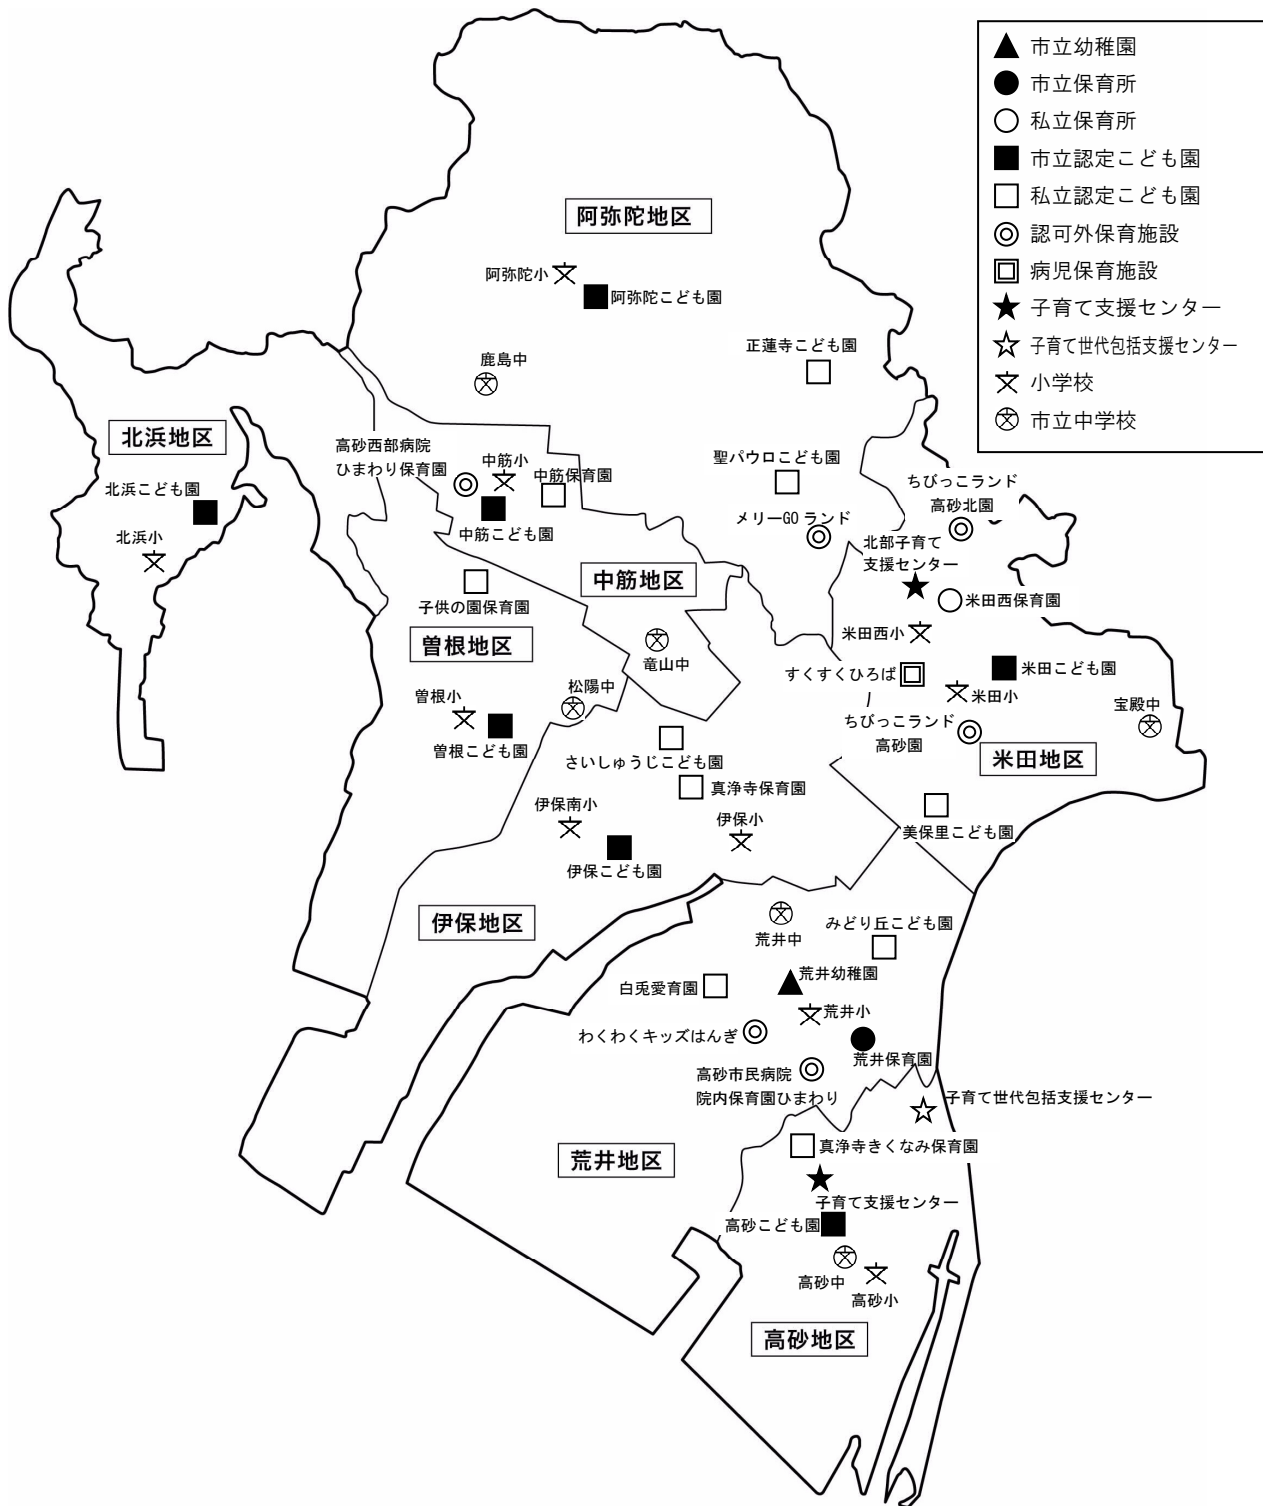 市立幼稚園
市立保育所
私立保育所
市立認定こども園
私立認定こども園
認可外保育施設
病児保育施設
子育て支援センター
子育て世代包括支援センター
小学校
市立中学校
阿弥陀地区
阿弥陀小
阿弥陀こども園
鹿島中
正蓮寺こども園
北浜地区
北浜こども園
北浜小
高砂西部病院
ひまわり保育園
中筋小
中筋保育園
中筋こども園
聖パウロこども園
メリーGOランド
ちびっこランド
高砂北園
北部子育て
支援センター
中筋地区
子供の園保育園
曽根地区
米田西保育園
米田西小
竜山中
すくすくひろば
米田こども園
米田小
宝殿中
松陽中
曽根小
曽根こども園
ちびっこランド
高砂園
米田地区
さいしゅうじこども園
真浄寺保育園
伊保南小
伊保小
伊保こども園
美保里こども園
伊保地区
荒井中
みどり丘こども園
荒井幼稚園
白兎愛育園
荒井小
わくわくキッズはんぎ
荒井保育園
高砂市民病院
院内保育園ひまわり
子育て世代包括支援センター
荒井地区
真浄寺きくなみ保育園
子育て支援センター
高砂こども園
高砂中
高砂小
高砂地区